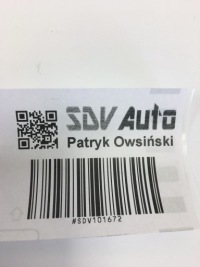 SDV Auto
Patryk Owsiński
#SDV101672